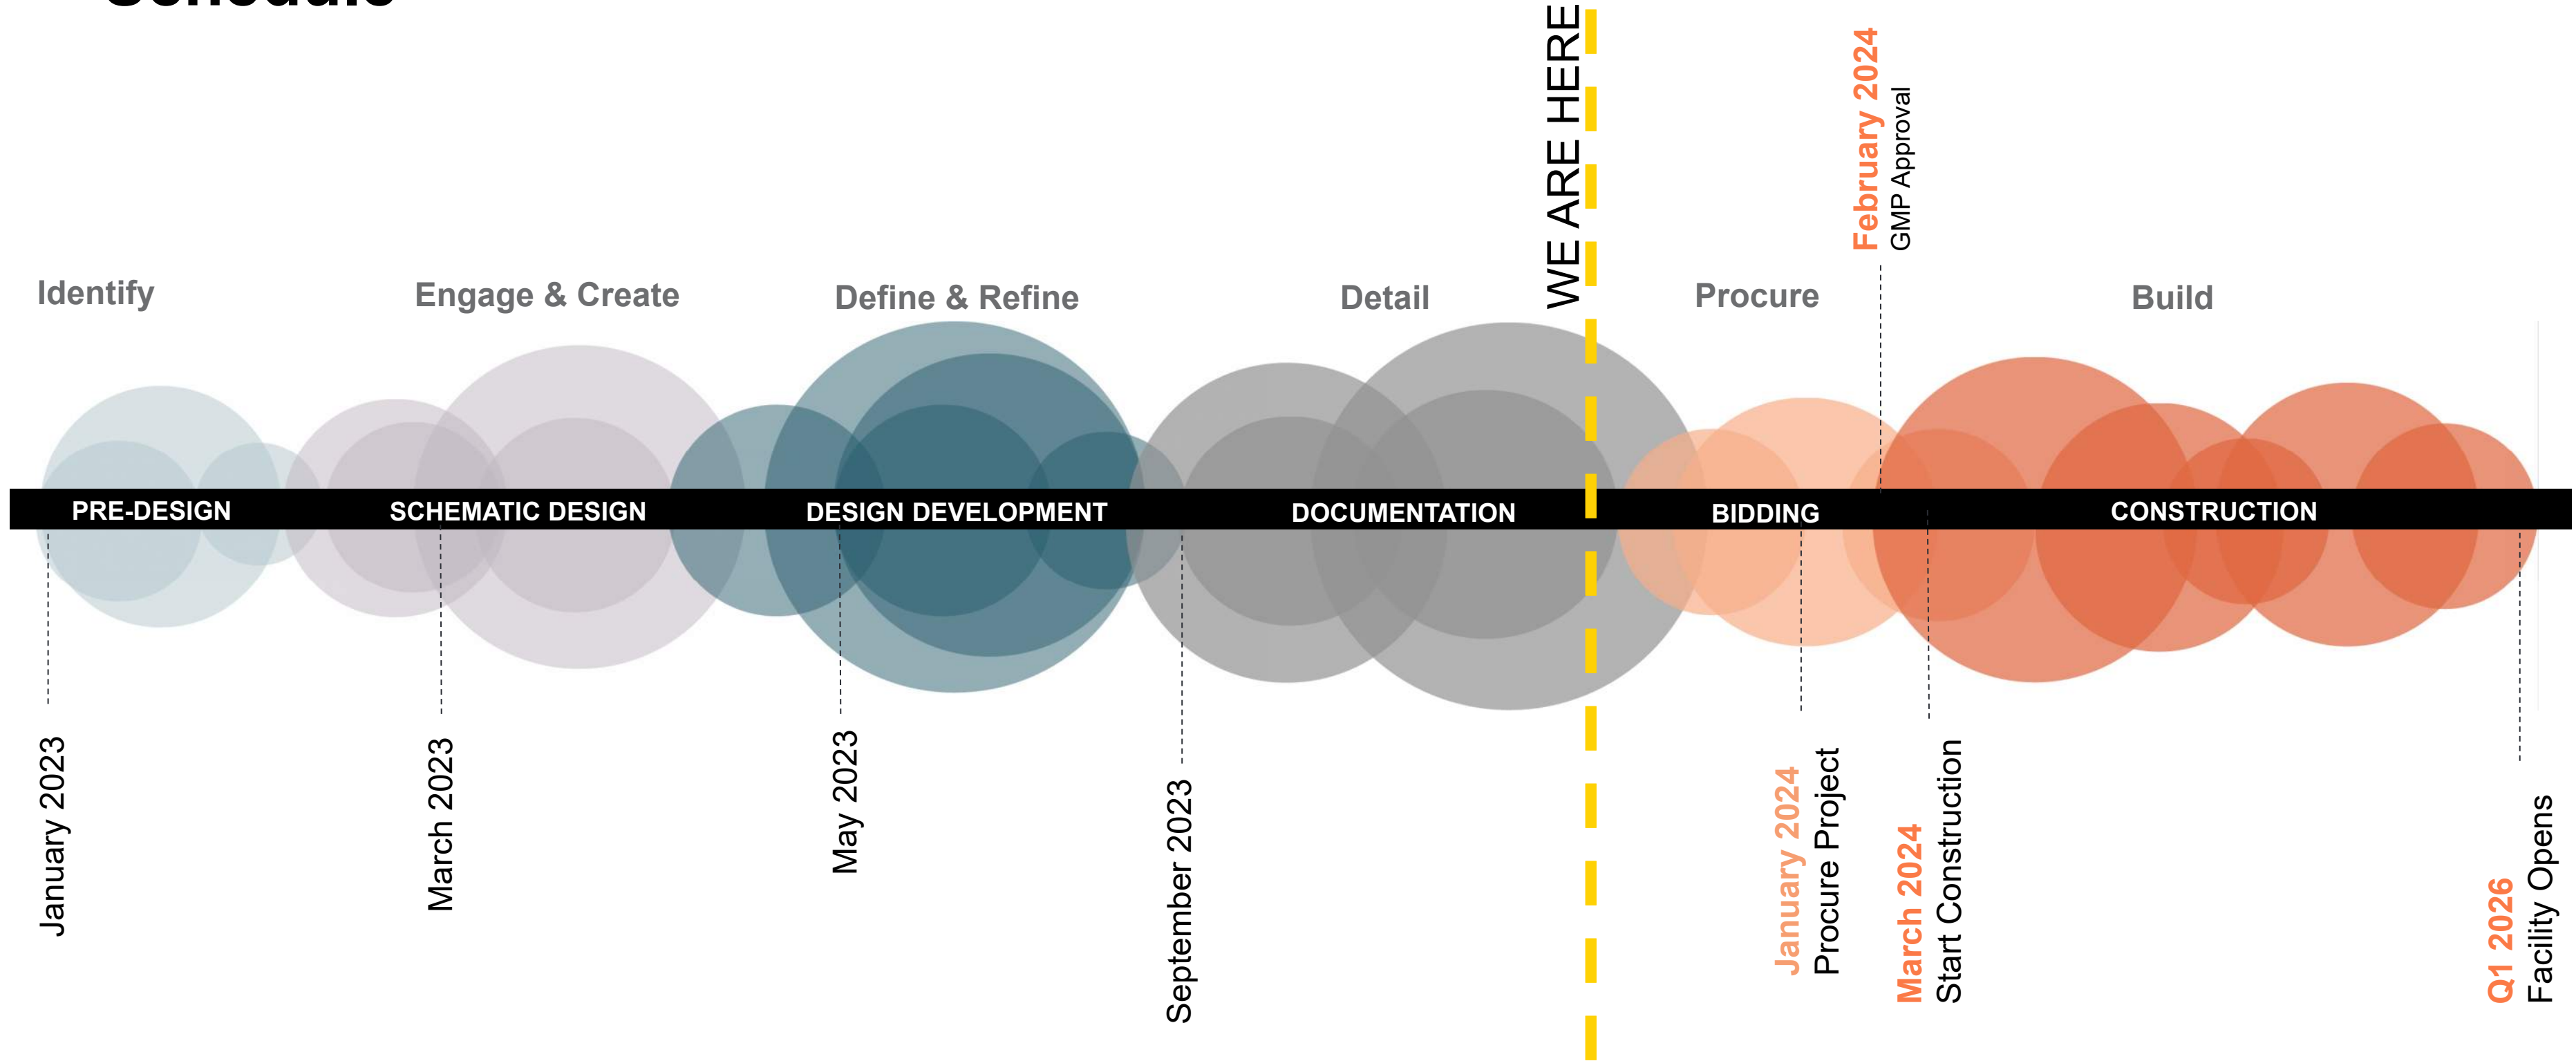 Schedule
WE ARE HERE
February 2024
GMP Approval
Identify
Engage & Create
Define & Refine
Detail
Procure
Build
PRE-DESIGN
SCHEMATIC DESIGN
DESIGN DEVELOPMENT
DOCUMENTATION
BIDDING
CONSTRUCTION
January 2023
March 2023
May 2023
September 2023
January 2024
Procure Project
March 2024
Start Construction
Q1 2026
Facility Opens